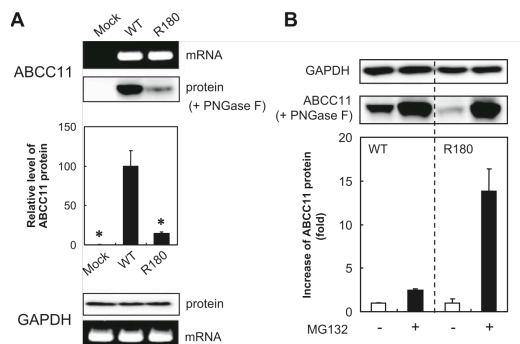 A
Mock WT R180
ABCC11
mRNA
protein
(+ PNGase F)
Relative level of
ABCC11 protein
150
100
50
0
*
*
Mock WT R180
GAPDH
protein
mRNA
B
GAPDH
ABCC11
(+ PNGase F)
Increase of ABCC11 protein
(fold)
20
15
10
5
0
WT
R180
MG132 - + - +